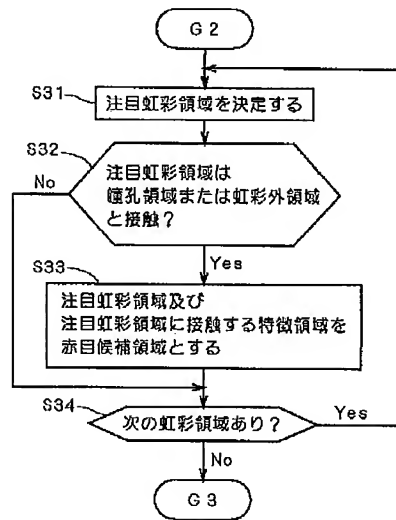 G2
S31
注目虹彩領域を決定する
S32
注目虹彩領域は
瞳孔領域または虹彩外領域
と接触？
No
Yes
S33
注目虹彩領域及び
注目虹彩領域に接触する特徴領域を
赤目候補領域とする
S34
次の虹彩領域あり？
Yes
No
G3